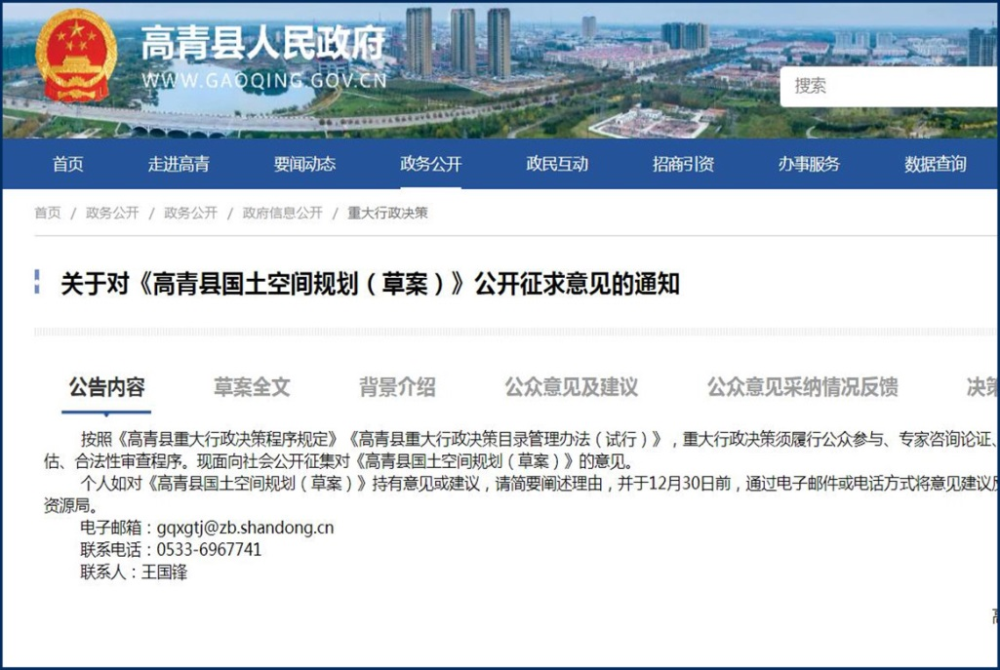 高青县人民政府
WWW.GAOQING.GOV.CN
搜索
首页 走进高青 要闻动态 政务公开 政民互动 招商引资 办事服务 数据查询
首页 / 政务公开 / 政务公开 / 政府信息公开 / 重大行政决策
关于对《高青县国土空间规划（草案）》公开征求意见的通知
公告内容 草案全文 背景介绍 公众意见及建议 公众意见采纳情况反馈 决策
按照《高青县重大行政决策程序规定》《高青县重大行政决策目录管理办法（试行）》，重大行政决策须履行公众参与、专家咨询论证、
估、合法性审查程序。现面向社会公开征集对《高青县国土空间规划（草案）》的意见。
个人如对《高青县国土空间规划（草案）》持有意见或建议，请简要阐述理由，并于12月30日前，通过电子邮件或电话方式将意见建议反
资源局。
电子邮箱：gqxgtj@zb.shandong.cn
联系电话：0533-6967741
联系人：王国锋